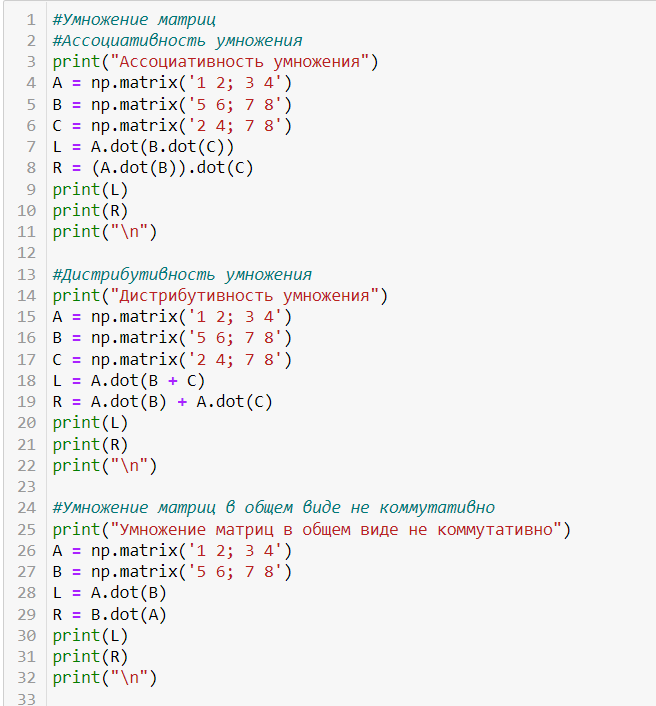 1 #Умножение матриц
2 #Ассоциативность умножения
3 print("Ассоциативность умножения")
4 A = np.matrix('1 2; 3 4')
5 B = np.matrix('5 6; 7 8')
6 C = np.matrix('2 4; 7 8')
7 L = A.dot(B.dot(C))
8 R = (A.dot(B)).dot(C)
9 print(L)
10 print(R)
11 print("\n")
12
13 #Дистрибутивность умножения
14 print("Дистрибутивность умножения")
15 A = np.matrix('1 2; 3 4')
16 B = np.matrix('5 6; 7 8')
17 C = np.matrix('2 4; 7 8')
18 L = A.dot(B + C)
19 R = A.dot(B) + A.dot(C)
20 print(L)
21 print(R)
22 print("\n")
23
24 #Умножение матриц в общем виде не коммутативно
25 print("Умножение матриц в общем виде не коммутативно")
26 A = np.matrix('1 2; 3 4')
27 B = np.matrix('5 6; 7 8')
28 L = A.dot(B)
29 R = B.dot(A)
30 print(L)
31 print(R)
32 print("\n")
33